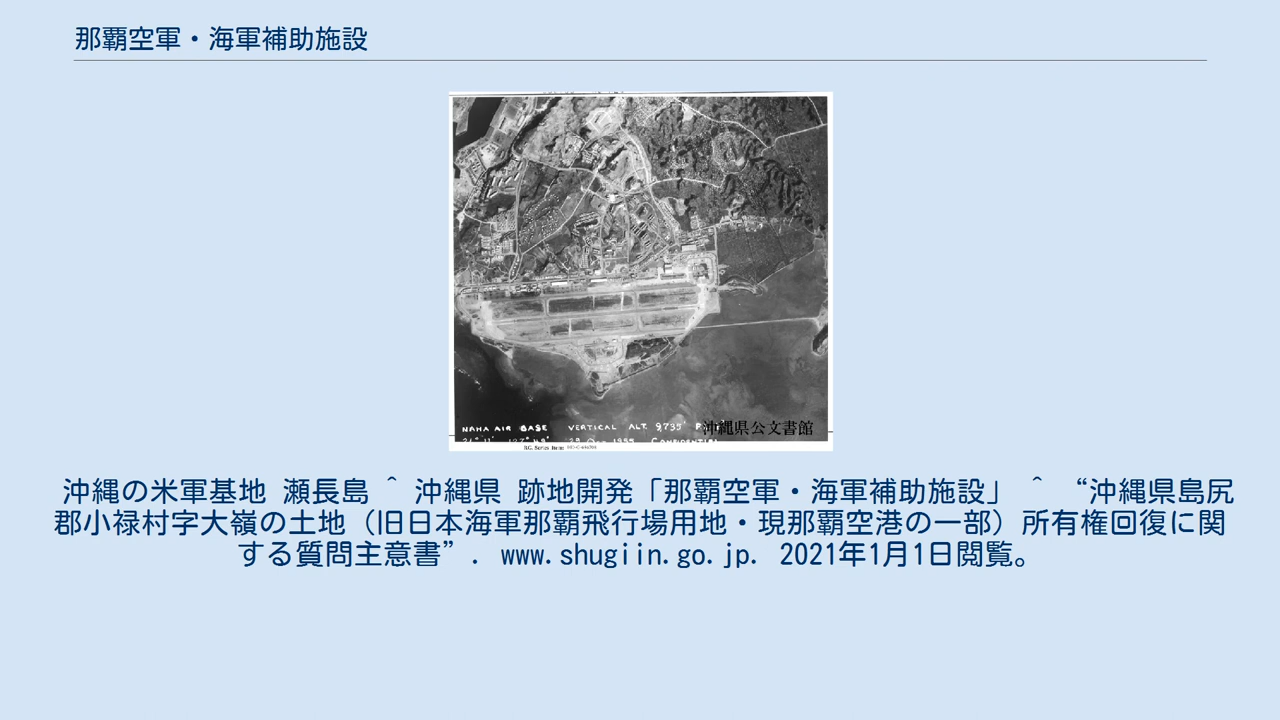 那覇空軍・海軍補助施設
NAHA AIR BASE VERTICAL ALT. 9735'
沖縄県公文書館
CONFIDENTIAL
R.G. Series Item:
沖縄の米軍基地 瀬長島 ^ 沖縄県 跡地開発「那覇空軍・海軍補助施設」 ^ “沖縄県島尻
郡小禄村字大嶺の土地（旧日本海軍那覇飛行場用地・現那覇空港の一部）所有権回復に関
する質問主意書”. www.shugiin.go.jp. 2021年1月1日閲覧。